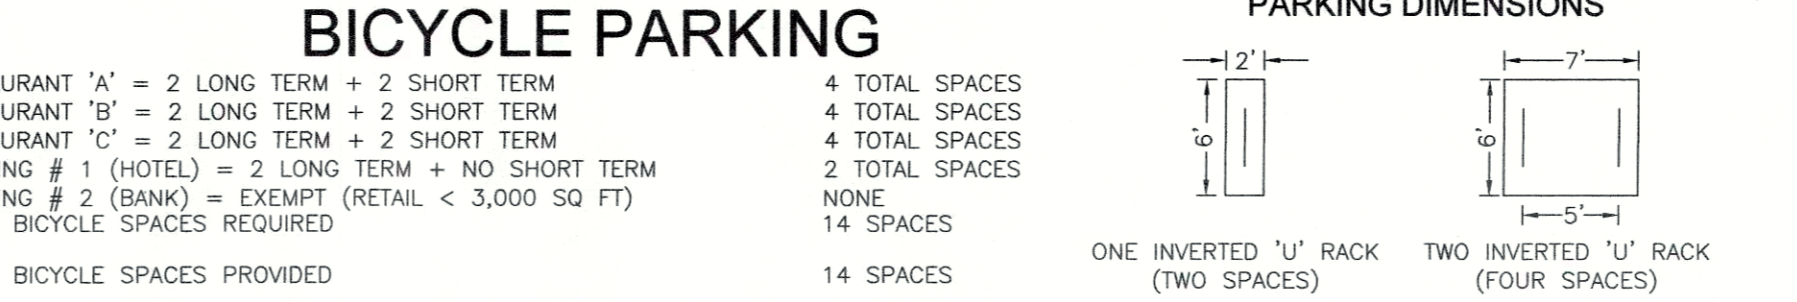 BICYCLE PARKING
URANT 'A' = 2 LONG TERM + 2 SHORT TERM 4 TOTAL SPACES
URANT 'B' = 2 LONG TERM + 2 SHORT TERM 4 TOTAL SPACES
URANT 'C' = 2 LONG TERM + 2 SHORT TERM 4 TOTAL SPACES
NG # 1 (HOTEL) = 2 LONG TERM + NO SHORT TERM 2 TOTAL SPACES
NG # 2 (BANK) = EXEMPT (RETAIL < 3,000 SQ FT) NONE
BICYCLE SPACES REQUIRED 14 SPACES
BICYCLE SPACES PROVIDED 14 SPACES
PARKING DIMENSIONS
2'
6'
ONE INVERTED 'U' RACK
(TWO SPACES)
7'
6'
5'
TWO INVERTED 'U' RACK
(FOUR SPACES)